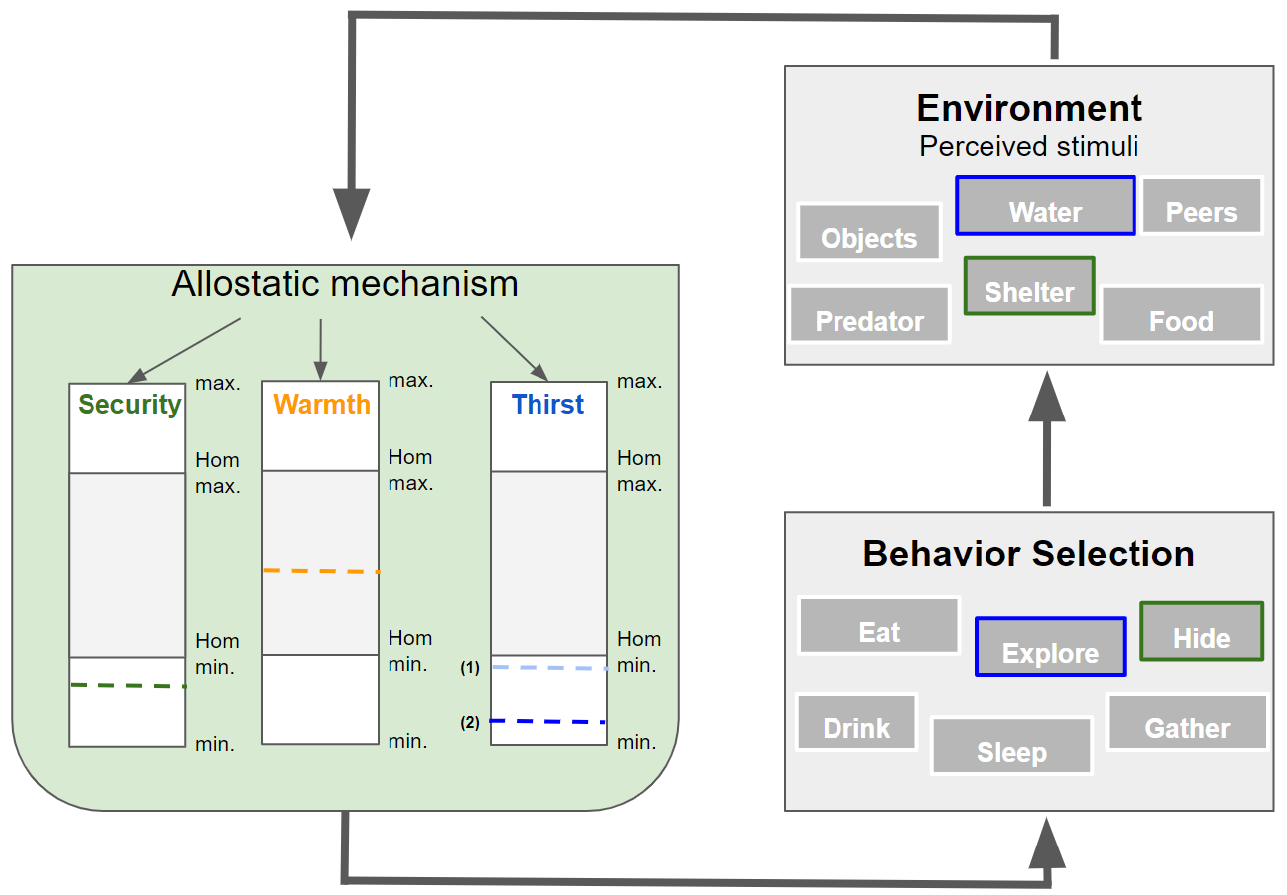 Environment
Perceived stimuli
Water
Peers
Objects
Shelter
Predator
Food
Allostatic mechanism
max.
max.
max.
Security
Warmth
Thirst
Hom
max.
Hom
max.
Hom
max.
Hom
min.
Hom
min.
Hom
min.
(1)
(2)
min.
min.
min.
Behavior Selection
Eat
Explore
Hide
Drink
Sleep
Gather